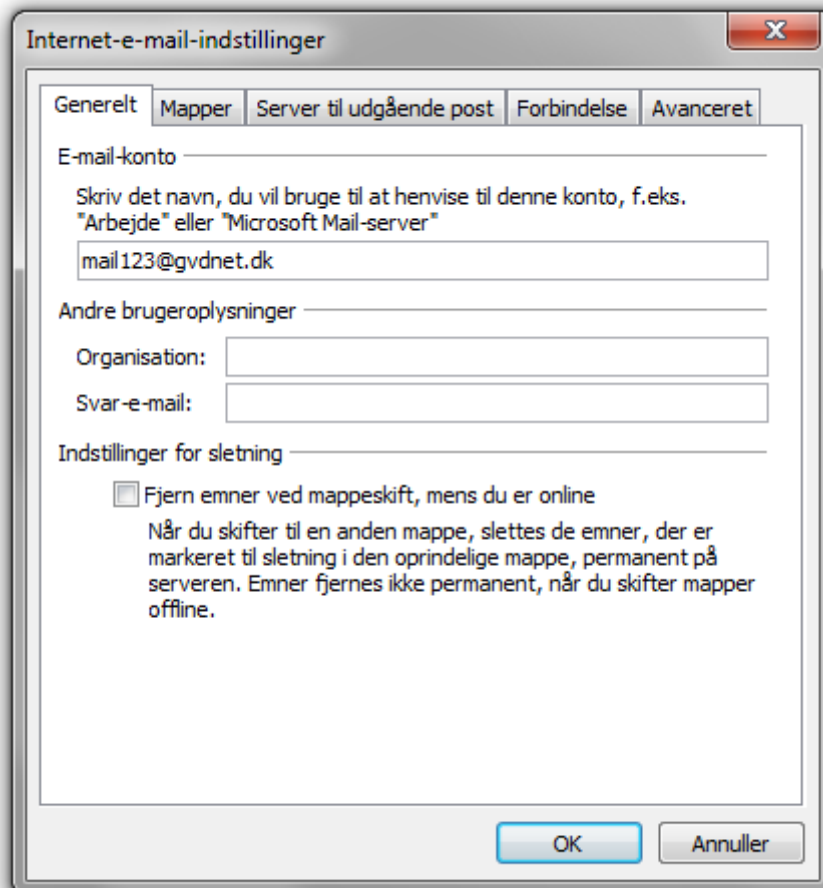 Internet-e-mail-indstillinger
Generelt Mapper Server til udgående post Forbindelse Avanceret
E-mail-konto
Skriv det navn, du vil bruge til at henvise til denne konto, f.eks.
"Arbejde" eller "Microsoft Mail-server"
mail123@gvdnet.dk
Andre brugeroplysninger
Organisation:
Svar-e-mail:
Indstillinger for sletning
Fjern emner ved mappeskift, mens du er online
Når du skifter til en anden mappe, slettes de emner, der er
markeret til sletning i den oprindelige mappe, permanent på
serveren. Emner fjernes ikke permanent, når du skifter mapper
offline.
OK Annuller